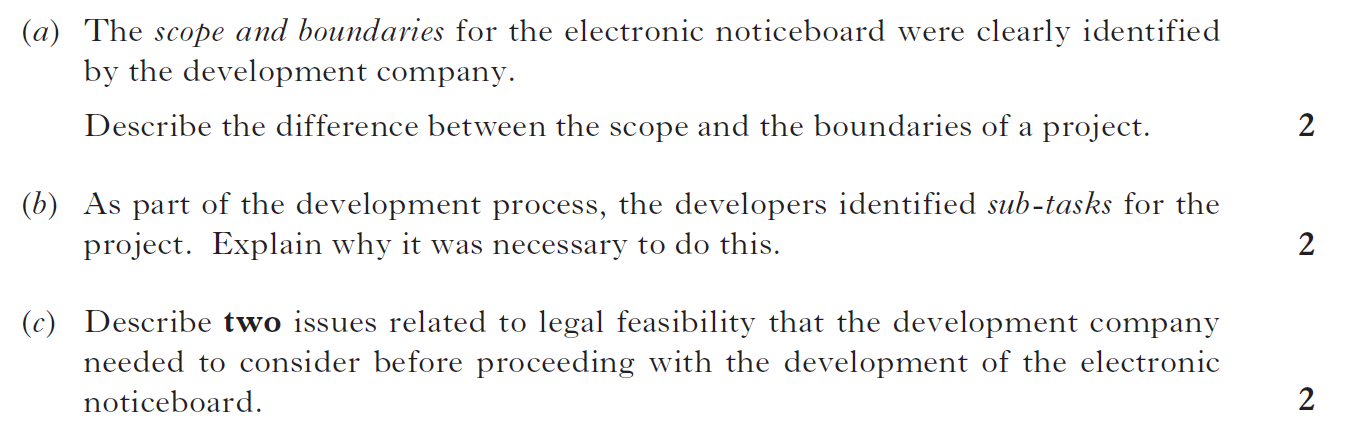 (a) The scope and boundaries for the electronic noticeboard were clearly identified
by the development company.
Describe the difference between the scope and the boundaries of a project. 2
(b) As part of the development process, the developers identified sub-tasks for the
project. Explain why it was necessary to do this. 2
(c) Describe two issues related to legal feasibility that the development company
needed to consider before proceeding with the development of the electronic
noticeboard. 2